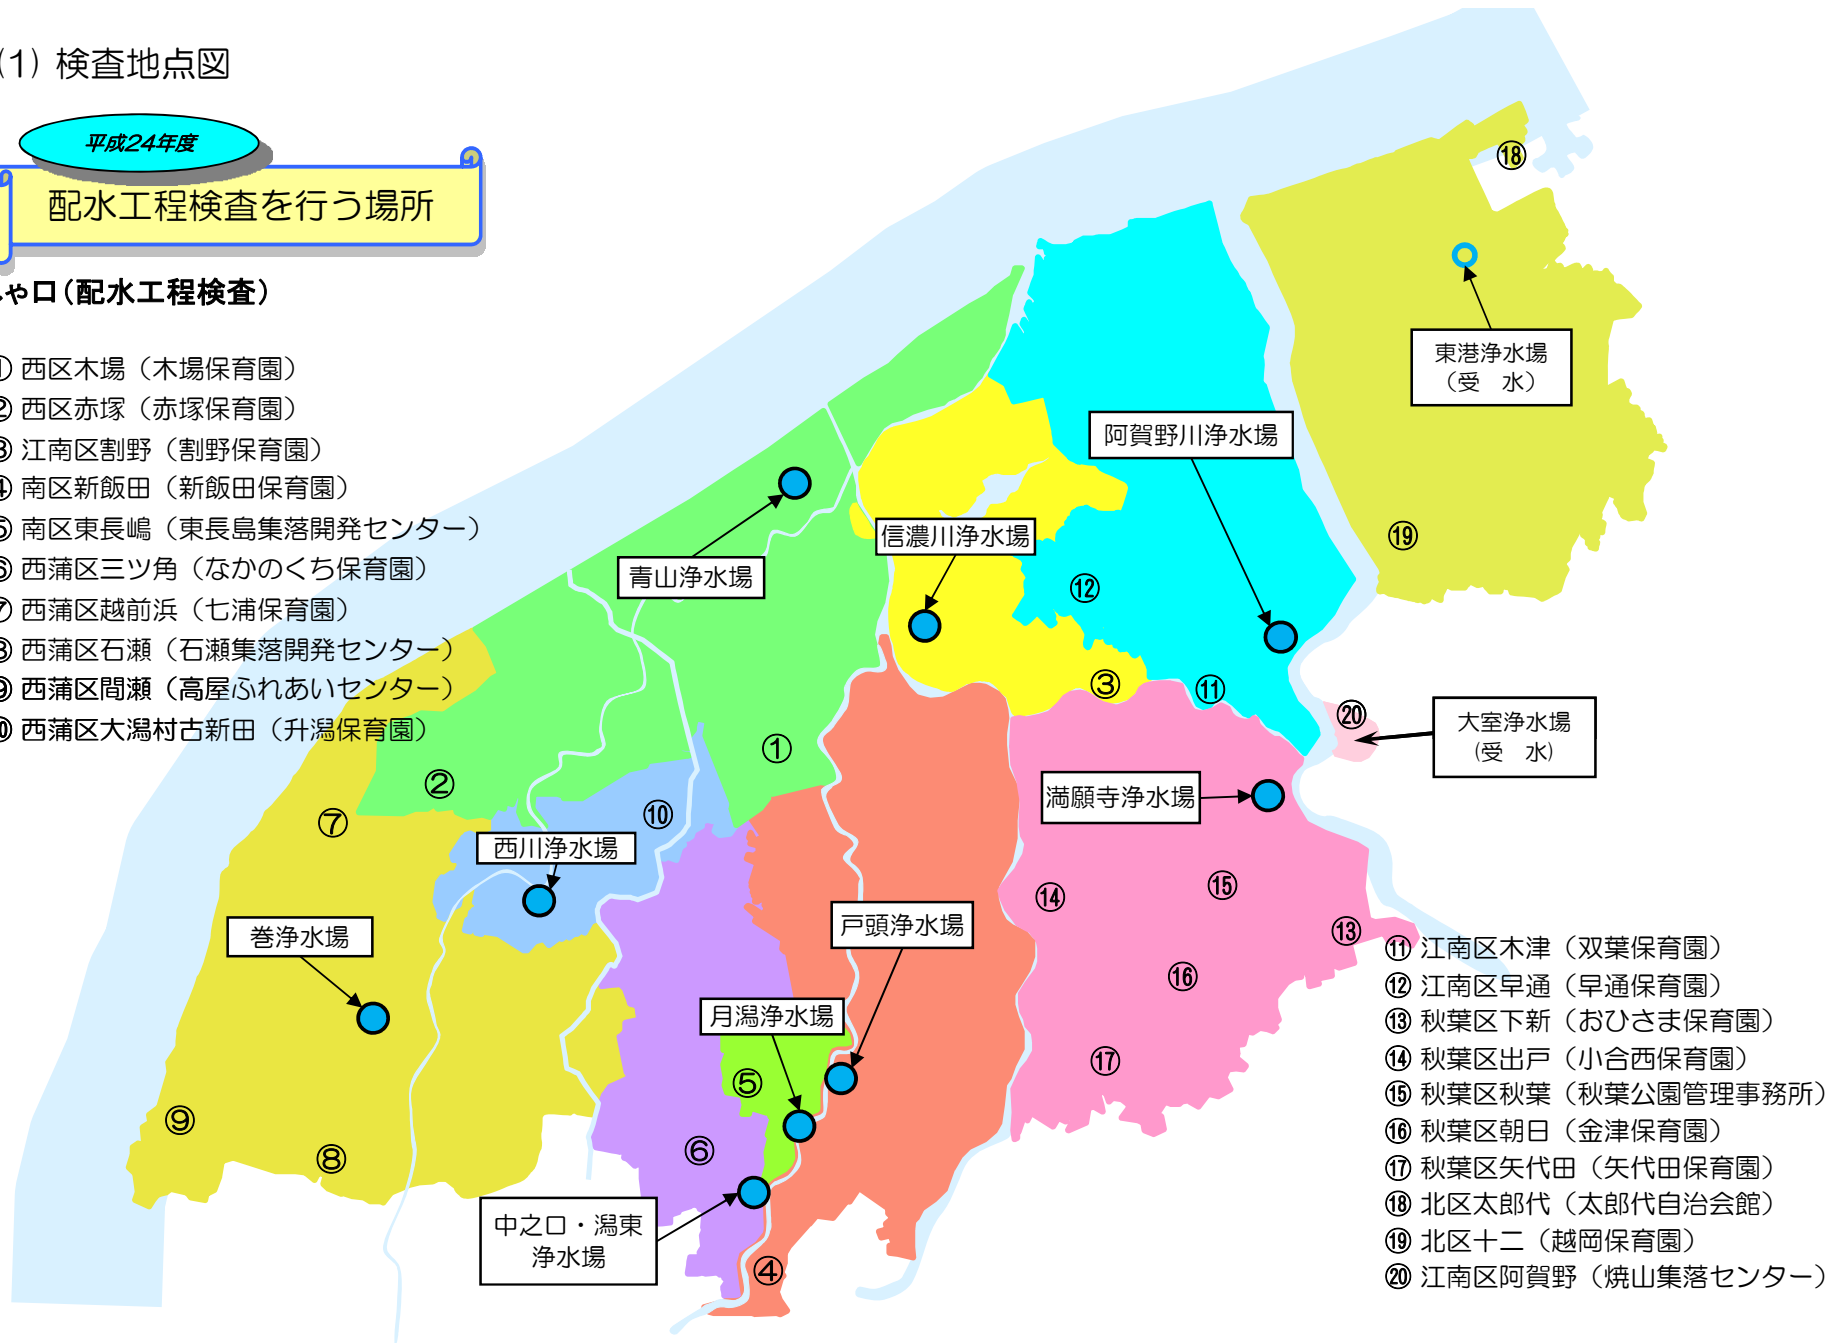 (1) 検査地点図
平成24年度
配水工程検査を行う場所
ゃ口（配水工程検査）
① 西区木場（木場保育園）
② 西区赤塚（赤塚保育園）
③ 江南区割野（割野保育園）
④ 南区新飯田（新飯田保育園）
⑤ 南区東長嶋（東長島集落開発センター）
⑥ 西蒲区三ツ角（なかのくち保育園）
⑦ 西蒲区越前浜（七浦保育園）
⑧ 西蒲区石瀬（石瀬集落開発センター）
⑨ 西蒲区間瀬（高屋ふれあいセンター）
⑩ 西蒲区大潟村古新田（升潟保育園）
⑱
東港浄水場
（受　水）
阿賀野川浄水場
⑲
青山浄水場
信濃川浄水場
⑫
③
⑪
⑳
大室浄水場
(受　水)
①
②
⑦
⑩
満願寺浄水場
西川浄水場
⑭
⑮
⑬
巻浄水場
戸頭浄水場
⑯
月潟浄水場
⑰
⑤
⑨
⑧
⑥
中之口・潟東
浄水場
④
⑪ 江南区木津（双葉保育園）
⑫ 江南区早通（早通保育園）
⑬ 秋葉区下新（おひさま保育園）
⑭ 秋葉区出戸（小合西保育園）
⑮ 秋葉区秋葉（秋葉公園管理事務所）
⑯ 秋葉区朝日（金津保育園）
⑰ 秋葉区矢代田（矢代田保育園）
⑱ 北区太郎代（太郎代自治会館）
⑲ 北区十二（越岡保育園）
⑳ 江南区阿賀野（焼山集落センター）